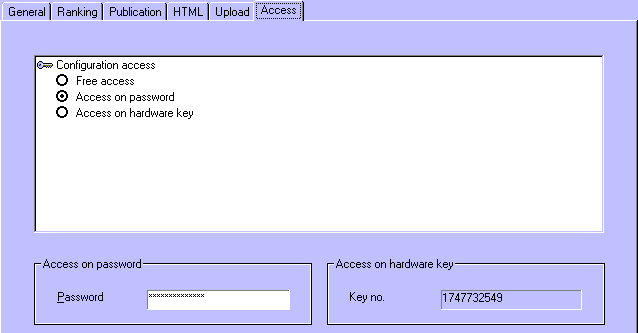 General Ranking Publication HTML Upload Access
Configuration access
Free access
Access on password
Access on hardware key
Access on password
Access on hardware key
Password xxxxxxxxxxxxxx
Key no. 1747732549